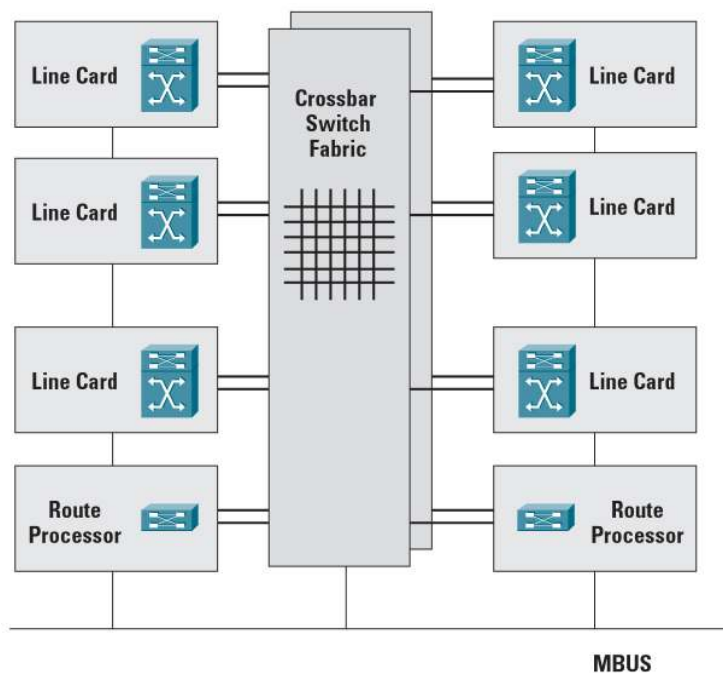 Line Card
Line Card
Line Card
Route
Processor
Crossbar
Switch
Fabric
Line Card
Line Card
Line Card
Route
Processor
MBUS